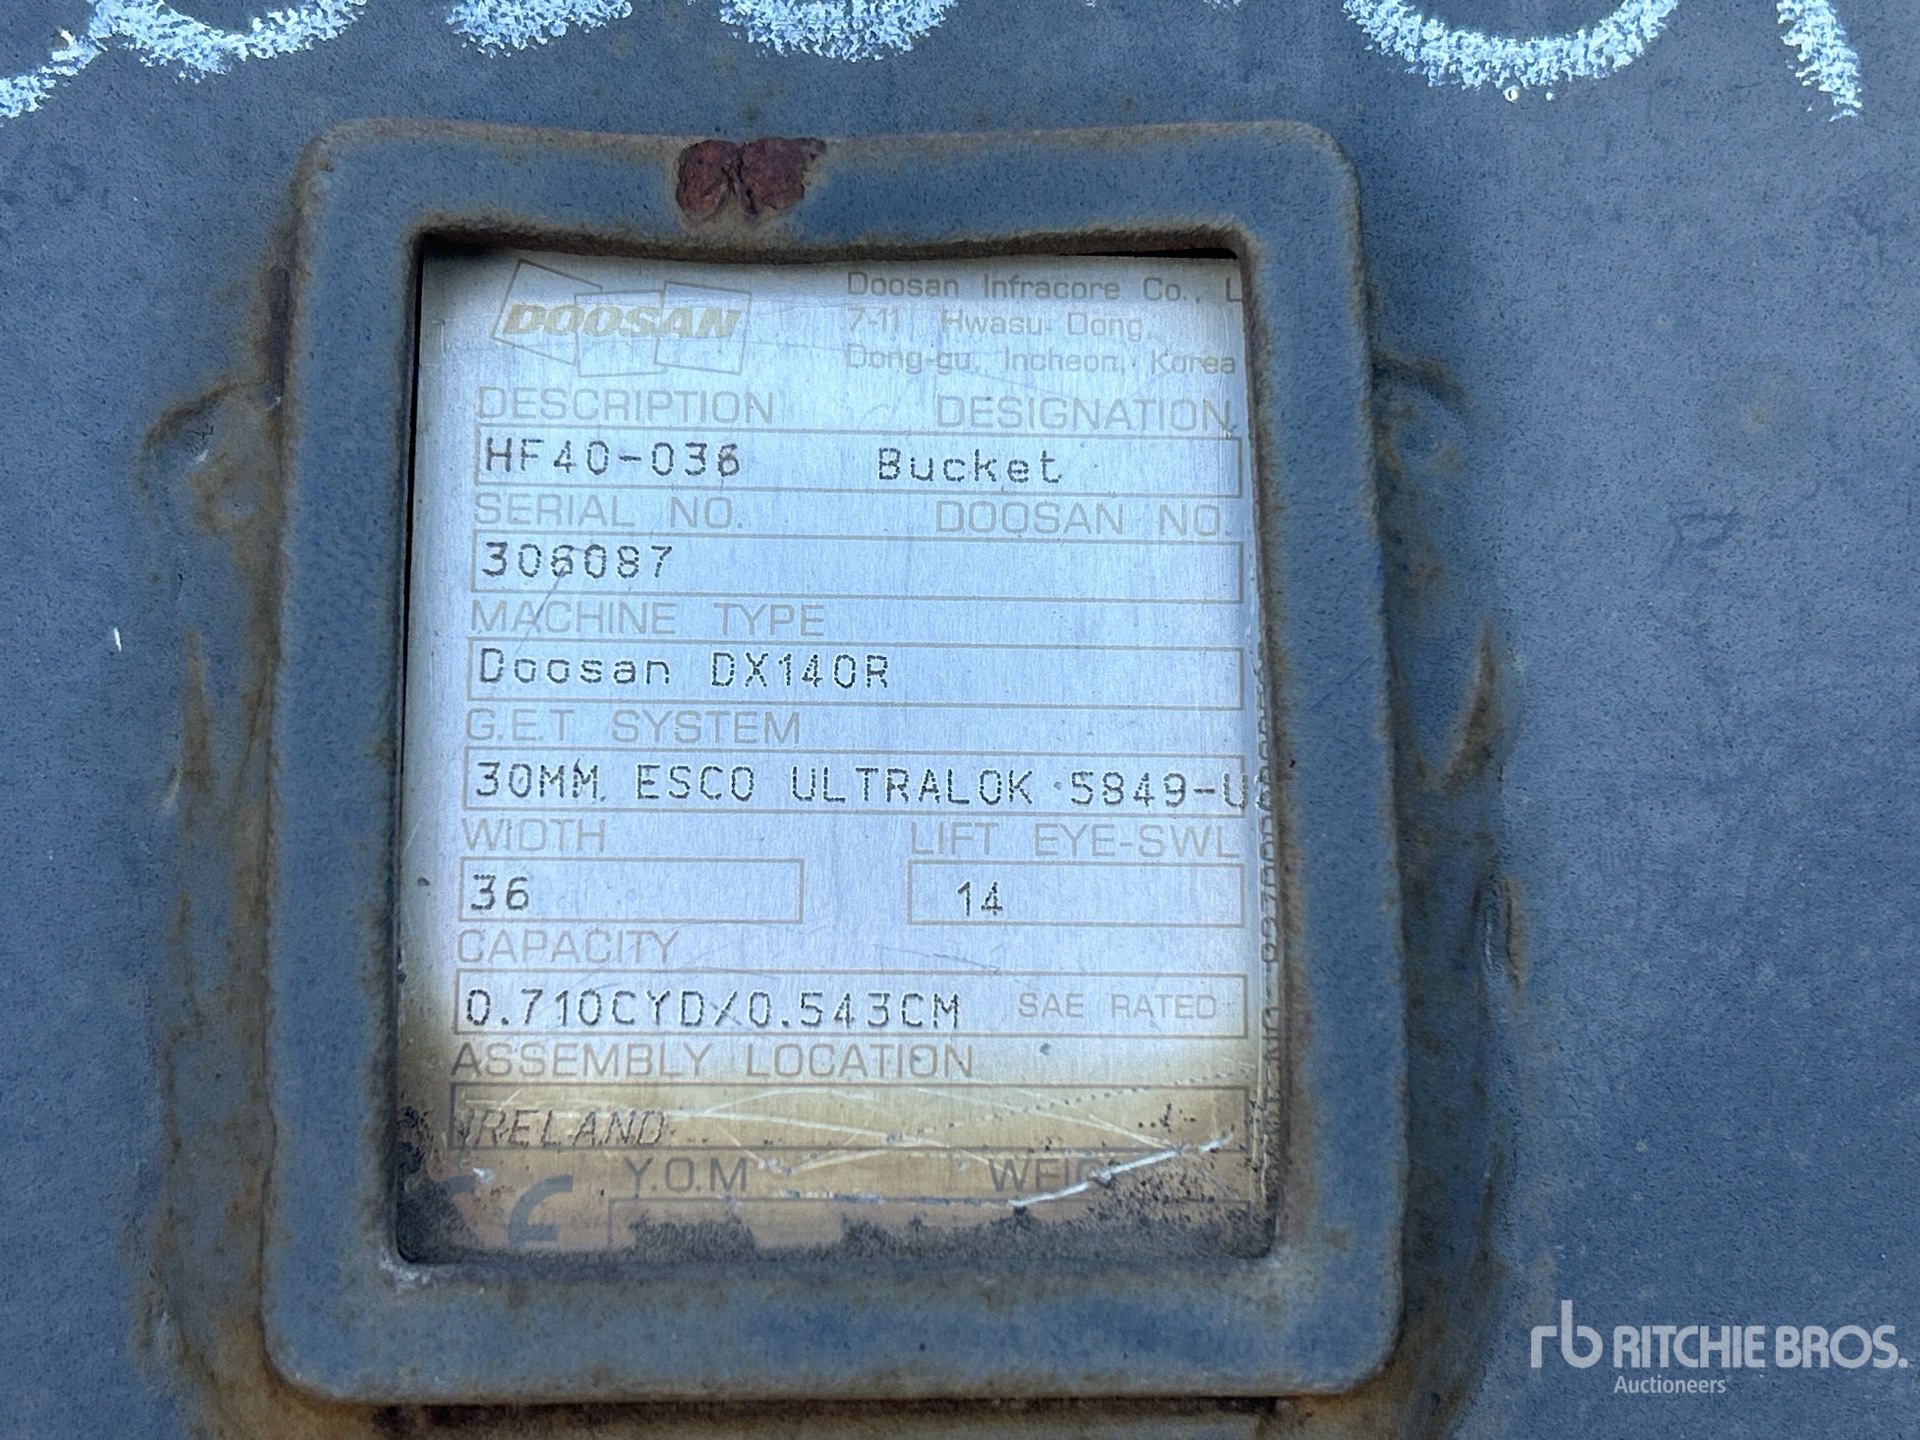 DOOSAN
Doosan Infracore Co., L
7-11 Hwasu-Dong,
Dong-gu, Incheon, Korea
DESCRIPTION DESIGNATION
HF40-036 Bucket
SERIAL NO. DOOSAN NO.
306087
MACHINE TYPE
Doosan DX140R
G.E.T SYSTEM
30MM. ESCO ULTRALOK 5849-U
WIDTH LIFT EYE-SWL
36 14
CAPACITY
0.710CYD/0.543CM SAE RATED
ASSEMBLY LOCATION
IRELAND
CE Y.O.M
rb RITCHIE BROS.
Auctioneers